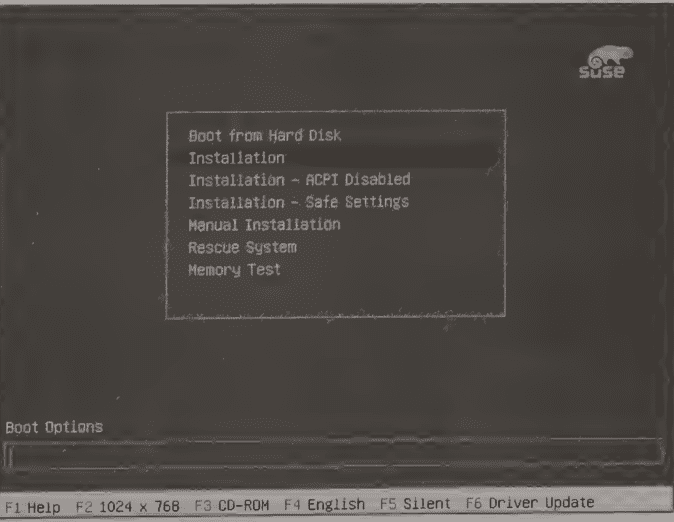 suse
Boot from Hard Disk
Installation
Installation - ACPI Disabled
Installation - Safe Settings
Manual Installation
Rescue System
Memory Test
Boot Options
F1 Help F2 1024 x 768 F3 CD-ROM F4 English F5 Silent F6 Driver Update